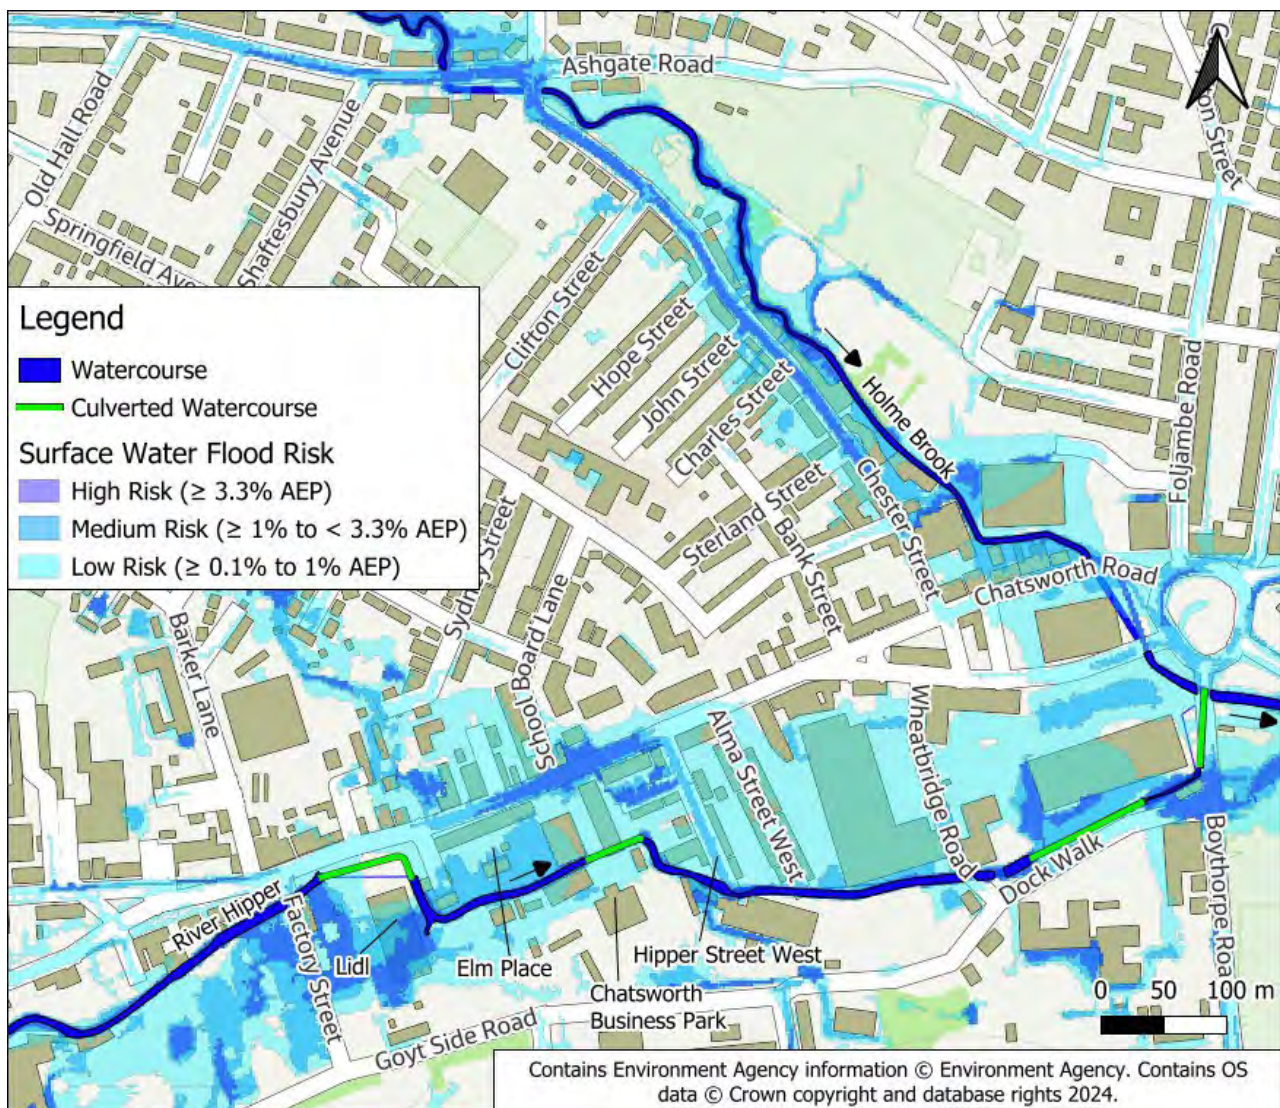 Ashgate Road
Old Hall Road
Shaftesbury Avenue
Springfield Ave
Clifton Street
Hope Street
John Street
Charles Street
Sterland Street
Bank Street
Chester Street
Holme Brook
Foljambe Road
on Street
Legend
Watercourse
Culverted Watercourse
Surface Water Flood Risk
High Risk (≥ 3.3% AEP)
Medium Risk (≥ 1% to < 3.3% AEP)
Low Risk (≥ 0.1% to 1% AEP)
Chatsworth Road
Barker Lane
Sydney Street
School Board Lane
Alma Street West
Wheatbridge Road
Dock Walk
Boythorpe Road
River Hipper
Factory Street
Lidl
Elm Place
Hipper Street West
Chatsworth
Business Park
Goyt Side Road
0 50 100 m
Contains Environment Agency information © Environment Agency. Contains OS
data © Crown copyright and database rights 2024.